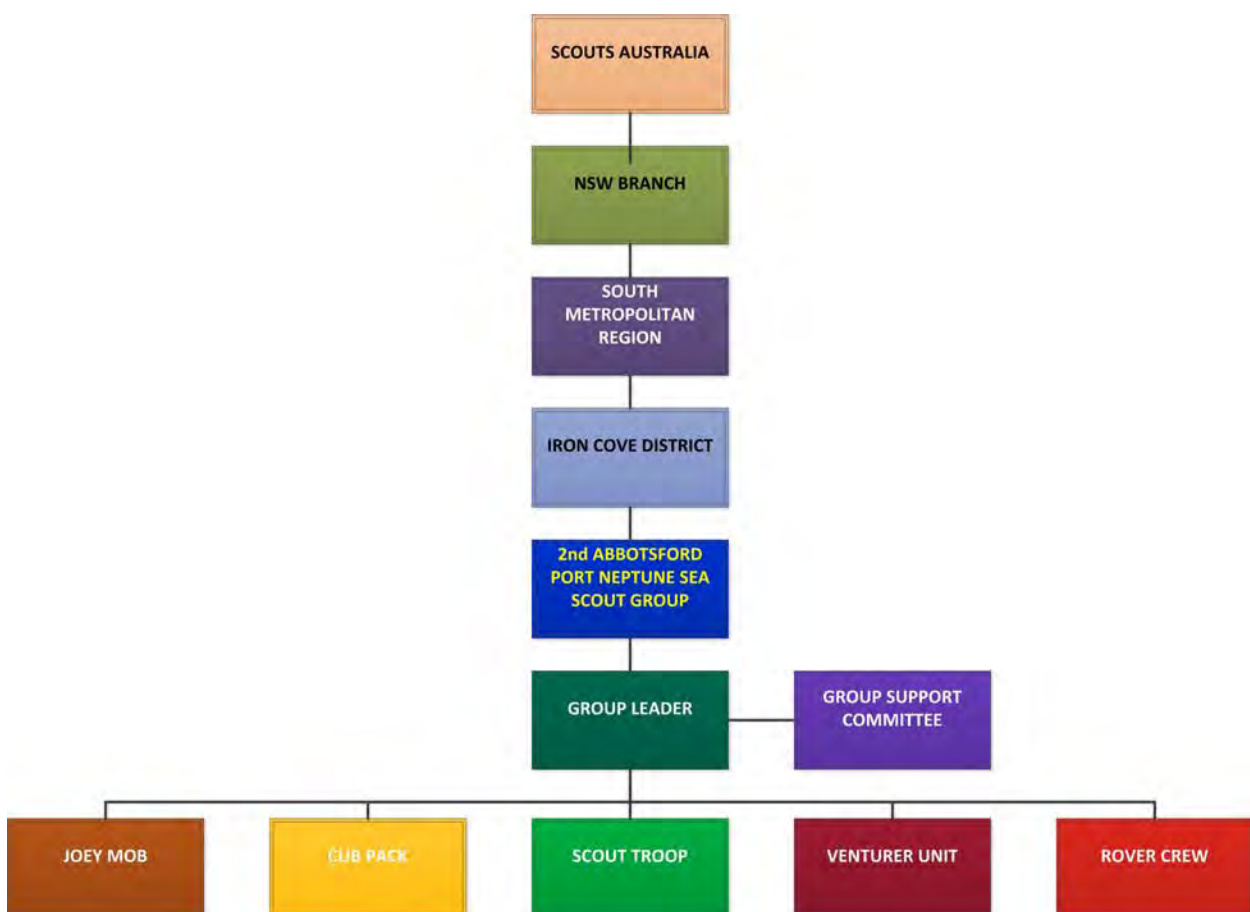 SCOUTS AUSTRALIA
NSW BRANCH
SOUTH
METROPOLITAN
REGION
IRON COVE DISTRICT
2nd ABBOTSFORD
PORT NEPTUNE SEA
SCOUT GROUP
GROUP LEADER
GROUP SUPPORT
COMMITTEE
JOEY MOB
CUB PACK
SCOUT TROOP
VENTURER UNIT
ROVER CREW